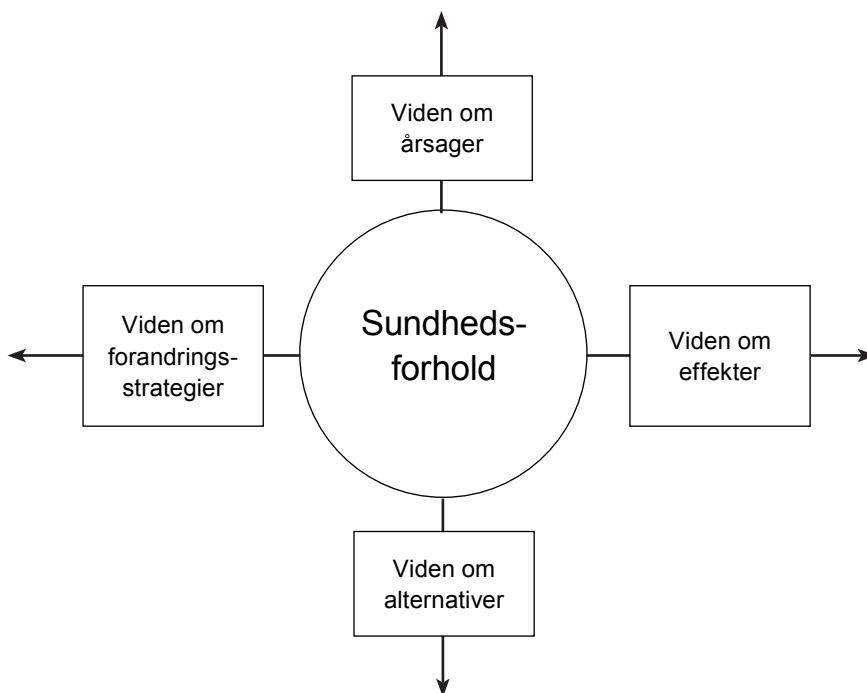 Viden om
årsager
Viden om
forandrings-
strategier
Sundheds-
forhold
Viden om
effekter
Viden om
alternativer